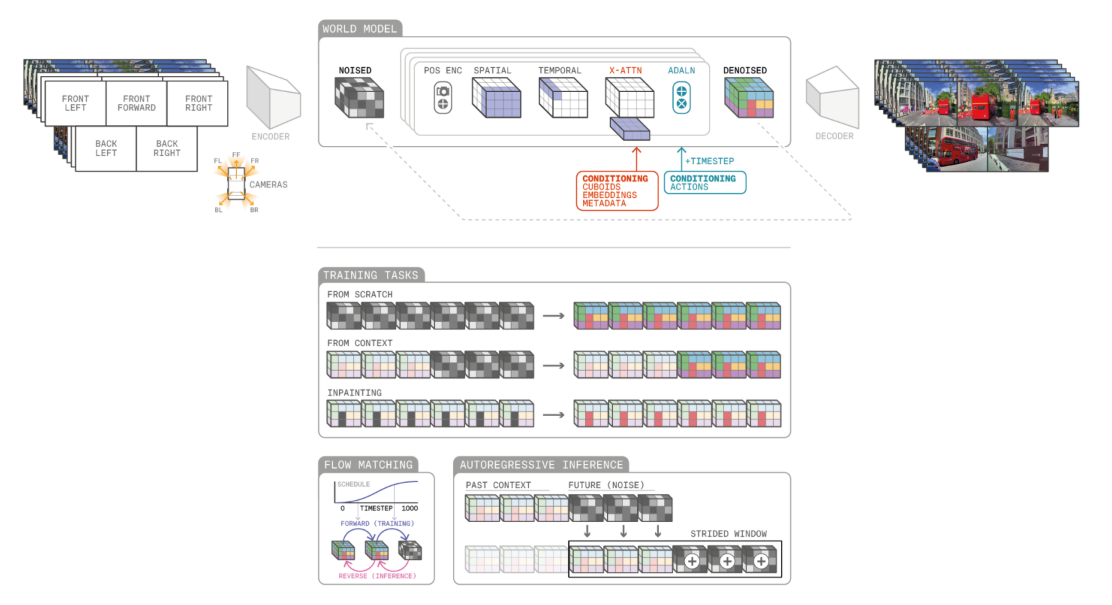 WORLD MODEL
FRONT
LEFT
FRONT
FORWARD
FRONT
RIGHT
BACK
LEFT
BACK
RIGHT
ENCODER
FL
FF
FR
CAMERAS
BL
BR
NOISED
POS ENC
SPATIAL
TEMPORAL
X-ATTN
ADALN
DENOISED
DECODER
+TIMESTEP
CONDITIONING
CUBOIDS
EMBEDDINGS
METADATA
CONDITIONING
ACTIONS
TRAINING TASKS
FROM SCRATCH
FROM CONTEXT
INPAINTING
FLOW MATCHING
SCHEDULE
0 TIMESTEP 1000
FORWARD (TRAINING)
REVERSE (INFERENCE)
AUTOREGRESSIVE INFERENCE
PAST CONTEXT
FUTURE (NOISE)
STRIDED WINDOW